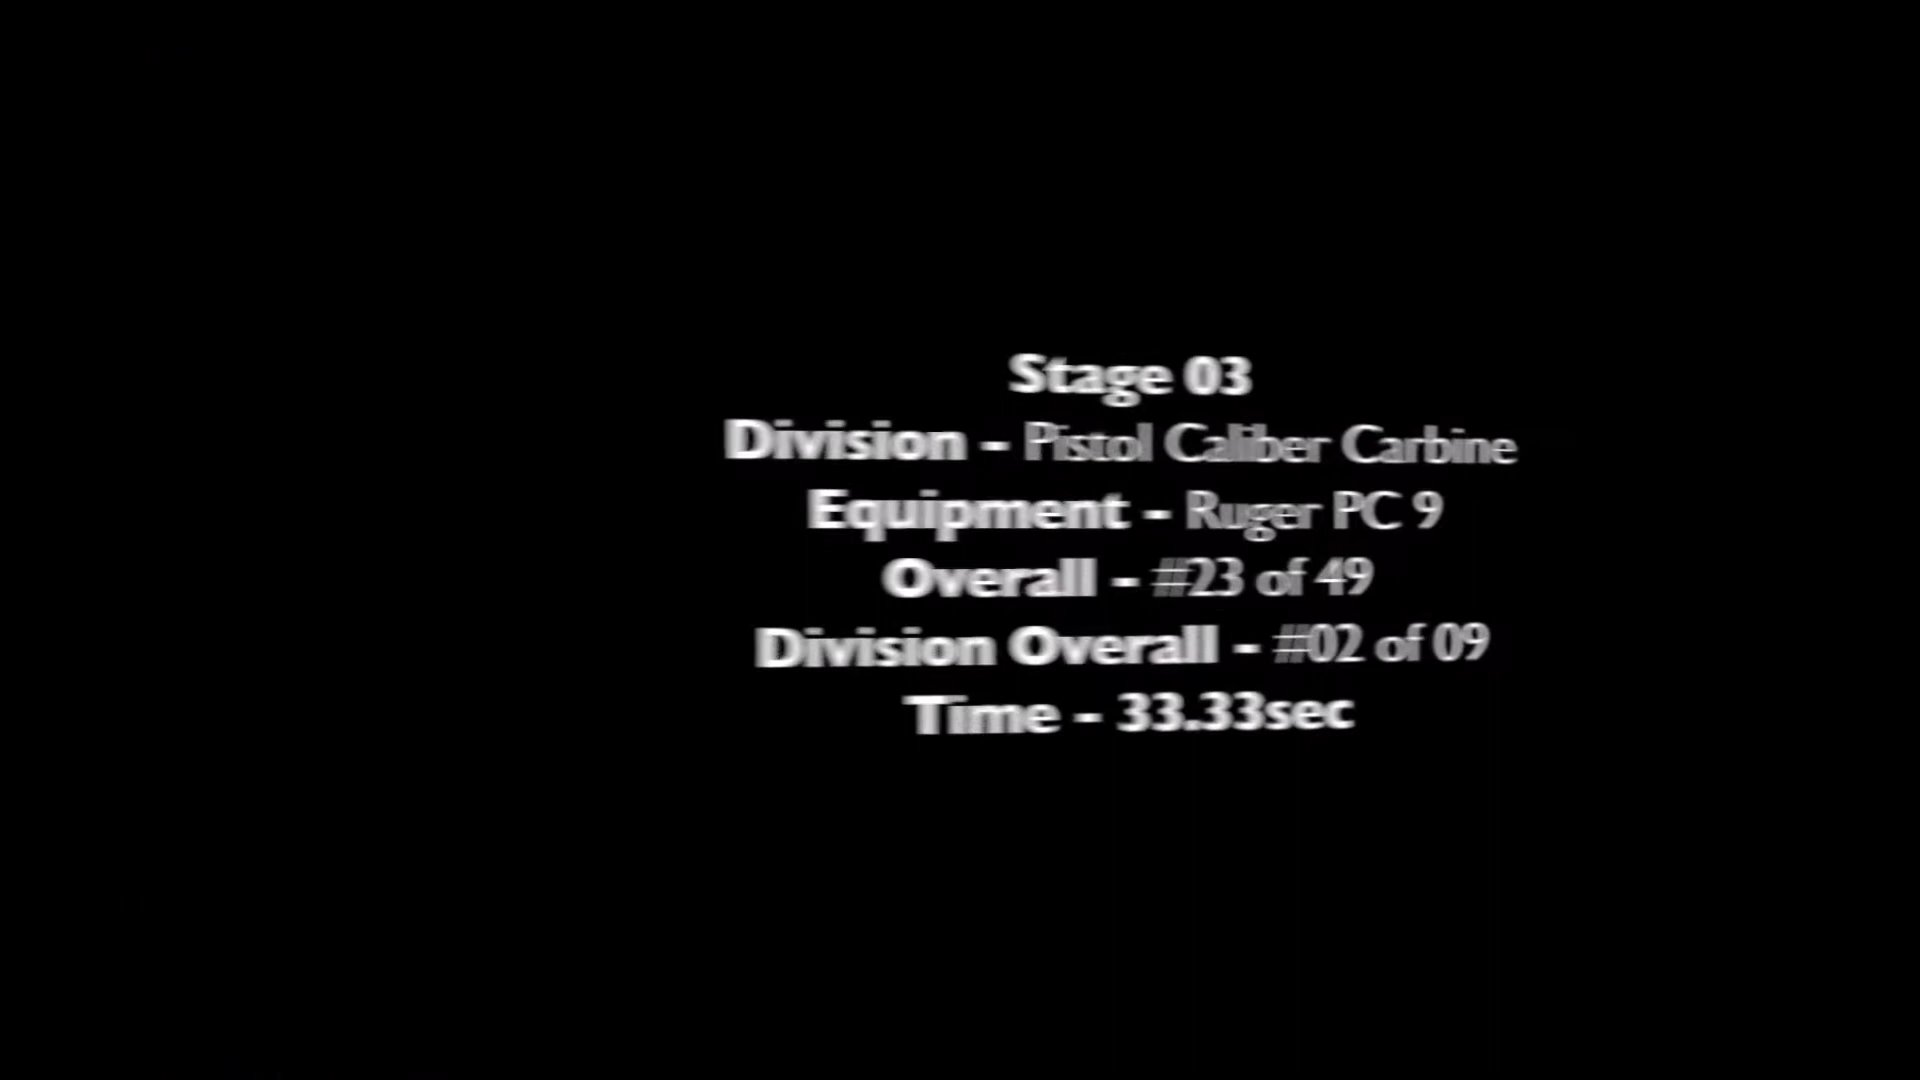 Stage 03
Division - Pistol Caliber Carbine
Equipment - Ruger PC 9
Overall - #23 of 49
Division Overall - #02 of 09
Time - 33.33sec